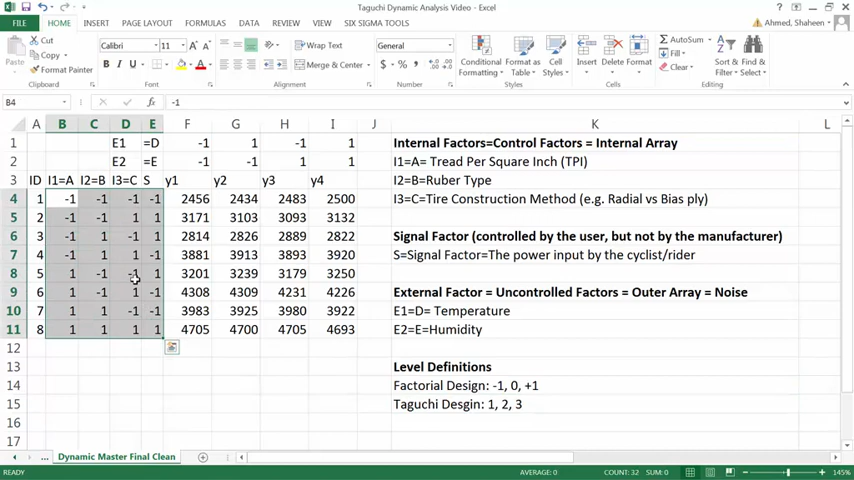 Taguchi Dynamic Analysis Video - Excel
FILE HOME INSERT PAGE LAYOUT FORMULAS DATA REVIEW VIEW SIX SIGMA TOOLS Ahmed, Shaheen
Paste Cut Copy Format Painter
Clipboard
Calibri 11
B I U
Font
Wrap Text
Merge & Center
Alignment
General
$ % ,
Number
Conditional Formatting Format as Table Cell Styles
Styles
Insert Delete Format
Cells
AutoSum Fill Clear Sort & Filter Find & Select
Editing
B4 fx -1
A B C D E F G H I J K L
1 E1 =D -1 1 -1 1 Internal Factors=Control Factors = Internal Array
2 E2 =E -1 -1 1 1 I1=A= Tread Per Square Inch (TPI)
3 ID I1=A I2=B I3=C S y1 y2 y3 y4 I2=B=Ruber Type
4 1 -1 -1 -1 -1 2456 2434 2483 2500 I3=C=Tire Construction Method (e.g. Radial vs Bias ply)
5 2 -1 -1 1 1 3171 3103 3093 3132
6 3 -1 1 -1 1 2814 2826 2889 2822 Signal Factor (controlled by the user, but not by the manufacturer)
7 4 -1 1 1 -1 3881 3913 3893 3920 S=Signal Factor=The power input by the cyclist/rider
8 5 1 -1 -1 1 3201 3239 3179 3250
9 6 1 -1 1 -1 4308 4309 4231 4226 External Factor = Uncontrolled Factors = Outer Array = Noise
10 7 1 1 -1 -1 3983 3925 3980 3922 E1=D= Temperature
11 8 1 1 1 1 4705 4700 4705 4693 E2=E=Humidity
12
13 Level Definitions
14 Factorial Design: -1, 0, +1
15 Taguchi Desgin: 1, 2, 3
16
17
... Dynamic Master Final Clean
READY AVERAGE: 0 COUNT: 32 SUM: 0 145%